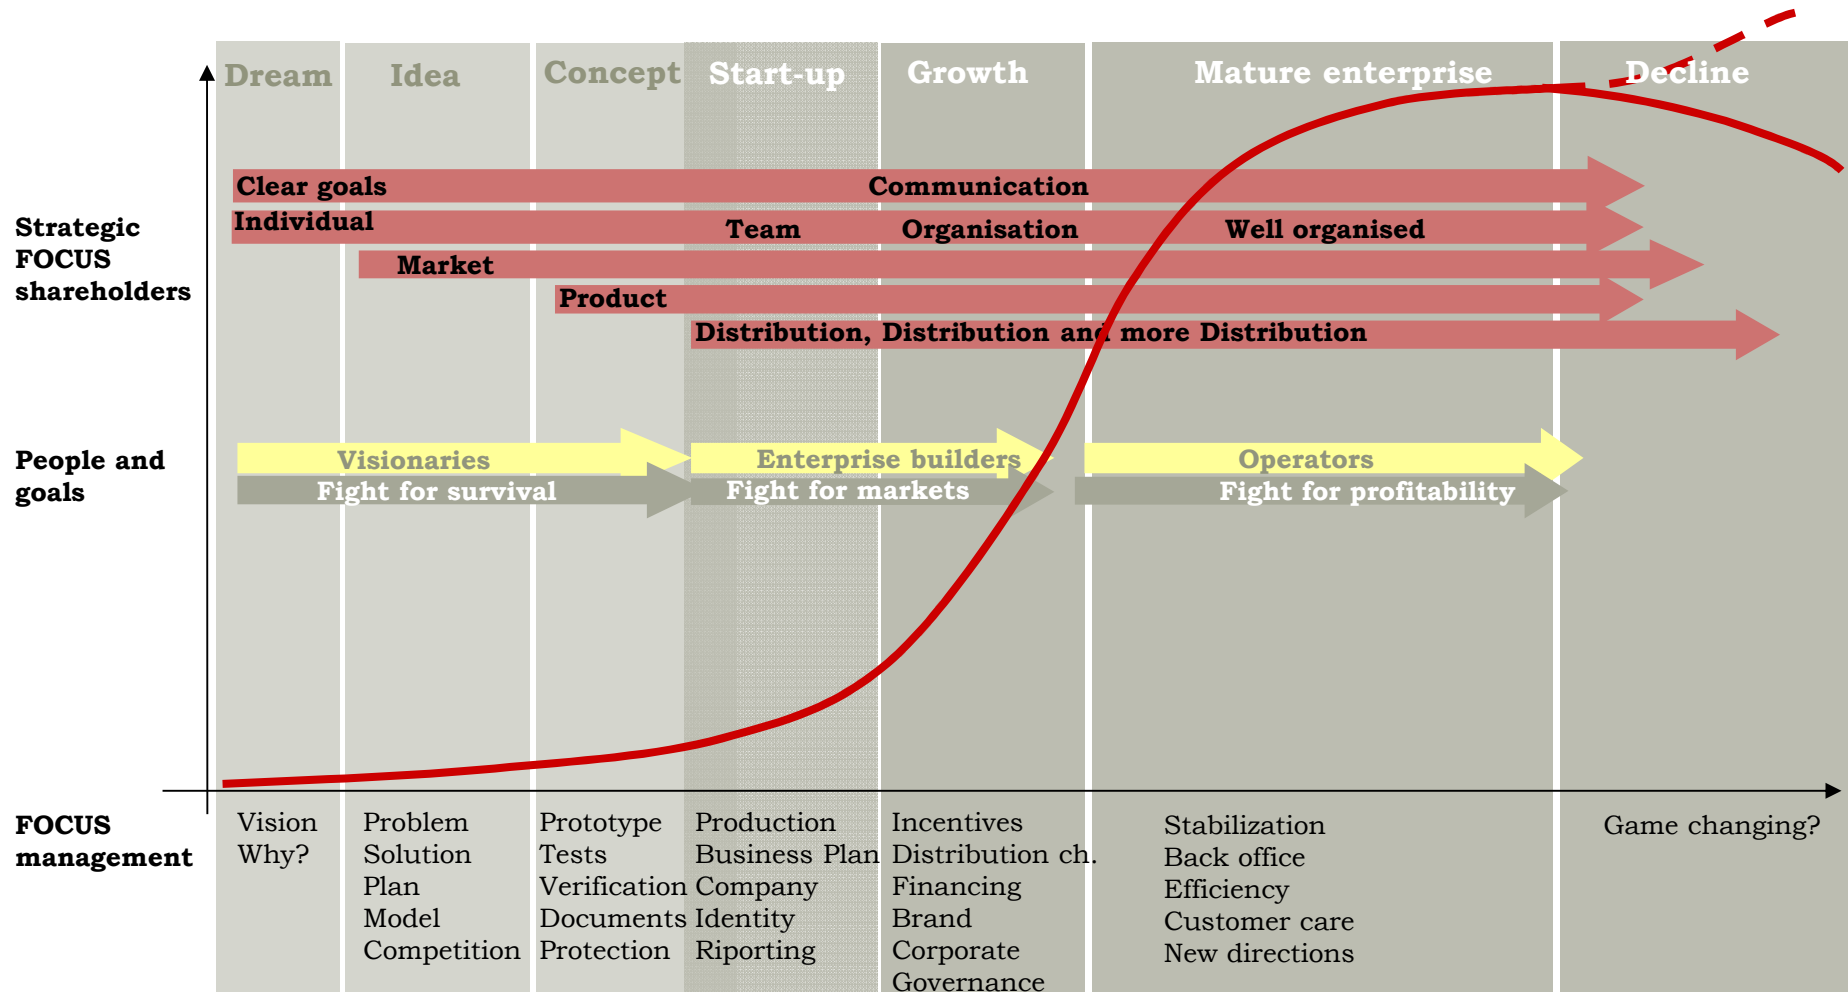 Dream
Idea
Concept
Start-up
Growth
Mature enterprise
Decline
Strategic
FOCUS
shareholders
Clear goals
Communication
Individual
Team
Organisation
Well organised
Market
Product
Distribution, Distribution and more Distribution
People and
goals
Visionaries
Enterprise builders
Operators
Fight for survival
Fight for markets
Fight for profitability
FOCUS
management
Vision
Why?
Problem
Solution
Plan
Model
Competition
Prototype
Tests
Verification
Documents
Protection
Production
Business Plan
Company
Identity
Riporting
Incentives
Distribution ch.
Financing
Brand
Corporate
Governance
Stabilization
Back office
Efficiency
Customer care
New directions
Game changing?